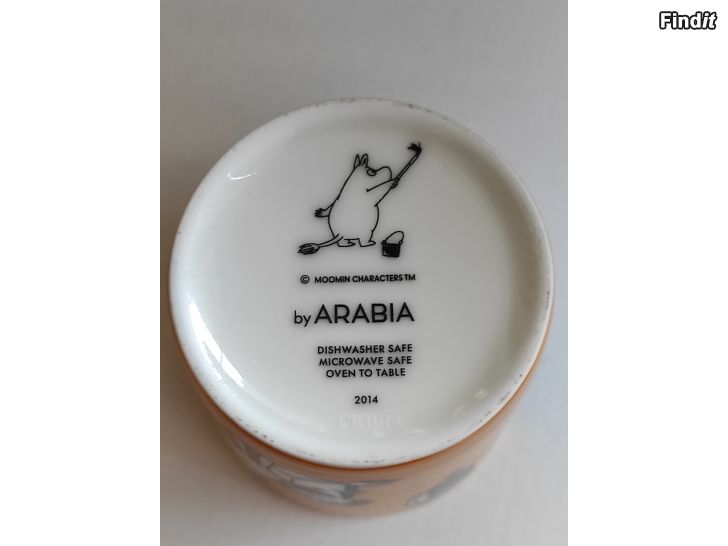 Findit
© MOOMIN CHARACTERS TM
by ARABIA
DISHWASHER SAFE
MICROWAVE SAFE
OVEN TO TABLE
2014